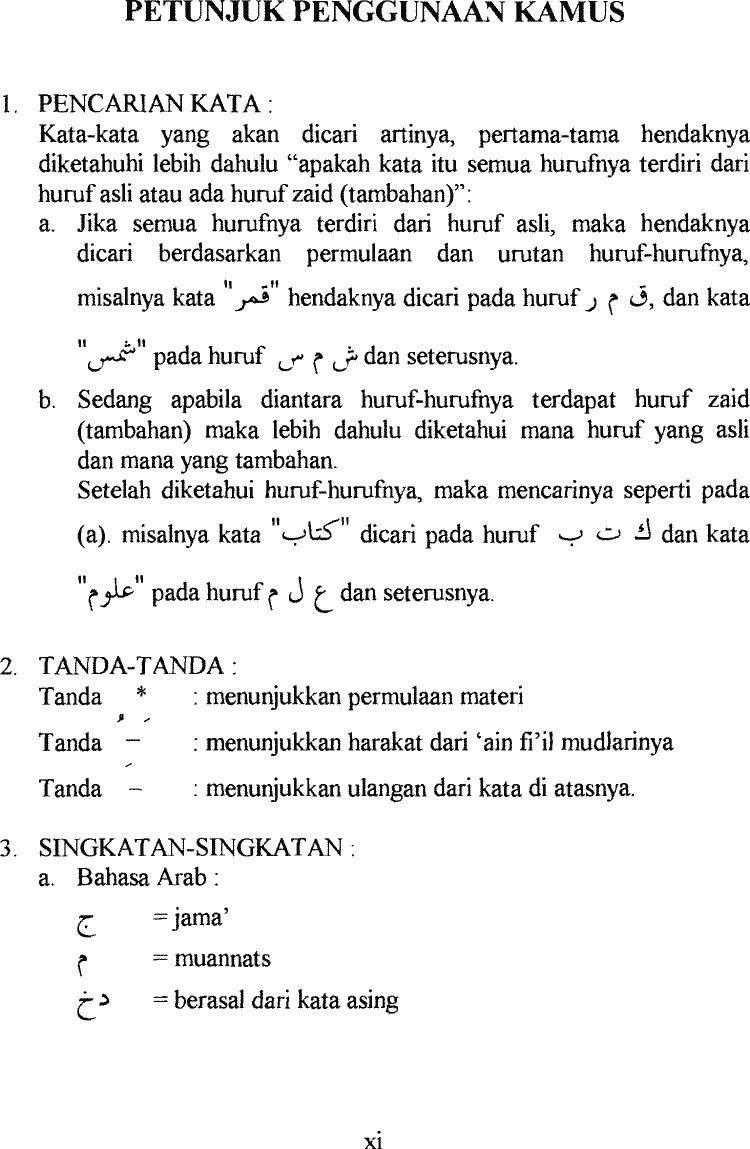 PETUNJUK PENGGUNAAN KAMUS
1. PENCARIAN KATA :
Kata-kata yang akan dicari artinya, pertama-tama hendaknya
diketahuhi lebih dahulu “apakah kata itu semua hurufnya terdiri dari
huruf asli atau ada huruf zaid (tambahan)”:
a. Jika semua hurufnya terdiri dari huruf asli, maka hendaknya
dicari berdasarkan permulaan dan urutan huruf-hurufnya,
misalnya kata "قمر" hendaknya dicari pada huruf ق م ر, dan kata
"شمس" pada huruf ش م س dan seterusnya.
b. Sedang apabila diantara huruf-hurufnya terdapat huruf zaid
(tambahan) maka lebih dahulu diketahui mana huruf yang asli
dan mana yang tambahan.
Setelah diketahui huruf-hurufnya, maka mencarinya seperti pada
(a). misalnya kata "كتاب" dicari pada huruf ك ت ب dan kata
"علوم" pada huruf ع ل م dan seterusnya.
2. TANDA-TANDA :
Tanda * : menunjukkan permulaan materi
Tanda َ ُ ِ – : menunjukkan harakat dari ‘ain fi’il mudlarinya
Tanda – : menunjukkan ulangan dari kata di atasnya.
3. SINGKATAN-SINGKATAN :
a. Bahasa Arab :
ج = jama’
م = muannats
دخ = berasal dari kata asing
xi